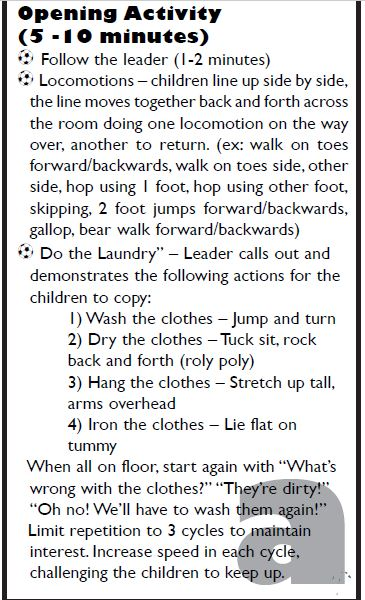 Opening Activity
(5 -10 minutes)
Follow the leader (1-2 minutes)
Locomotions – children line up side by side,
the line moves together back and forth across
the room doing one locomotion on the way
over, another to return. (ex: walk on toes
forward/backwards, walk on toes side, other
side, hop using 1 foot, hop using other foot,
skipping, 2 foot jumps forward/backwards,
gallop, bear walk forward/backwards)
Do the Laundry” – Leader calls out and
demonstrates the following actions for the
children to copy:
1) Wash the clothes – Jump and turn
2) Dry the clothes – Tuck sit, rock
back and forth (roly poly)
3) Hang the clothes – Stretch up tall,
arms overhead
4) Iron the clothes – Lie flat on
tummy
When all on floor, start again with “What’s
wrong with the clothes?” “They’re dirty!”
“Oh no! We’ll have to wash them again!”
Limit repetition to 3 cycles to maintain
interest. Increase speed in each cycle,
challenging the children to keep up.
a